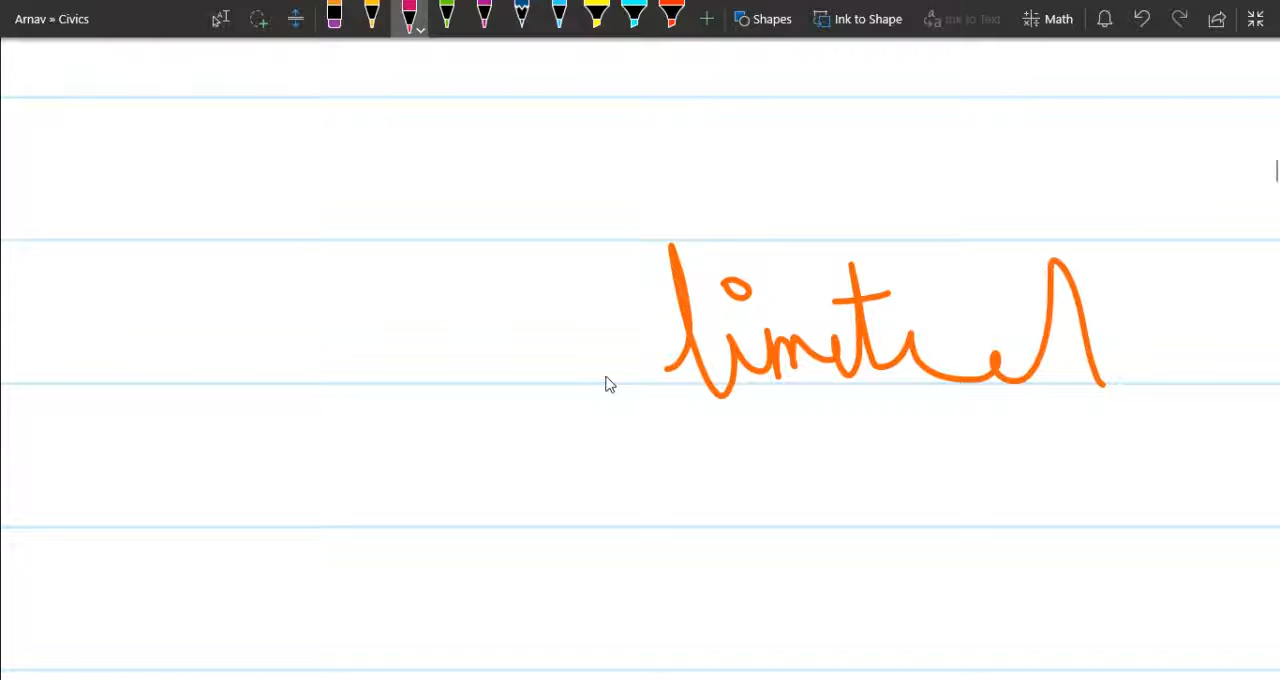 Arnav » Civics
Shapes
Ink to Shape
Ink to Text
Math
limited